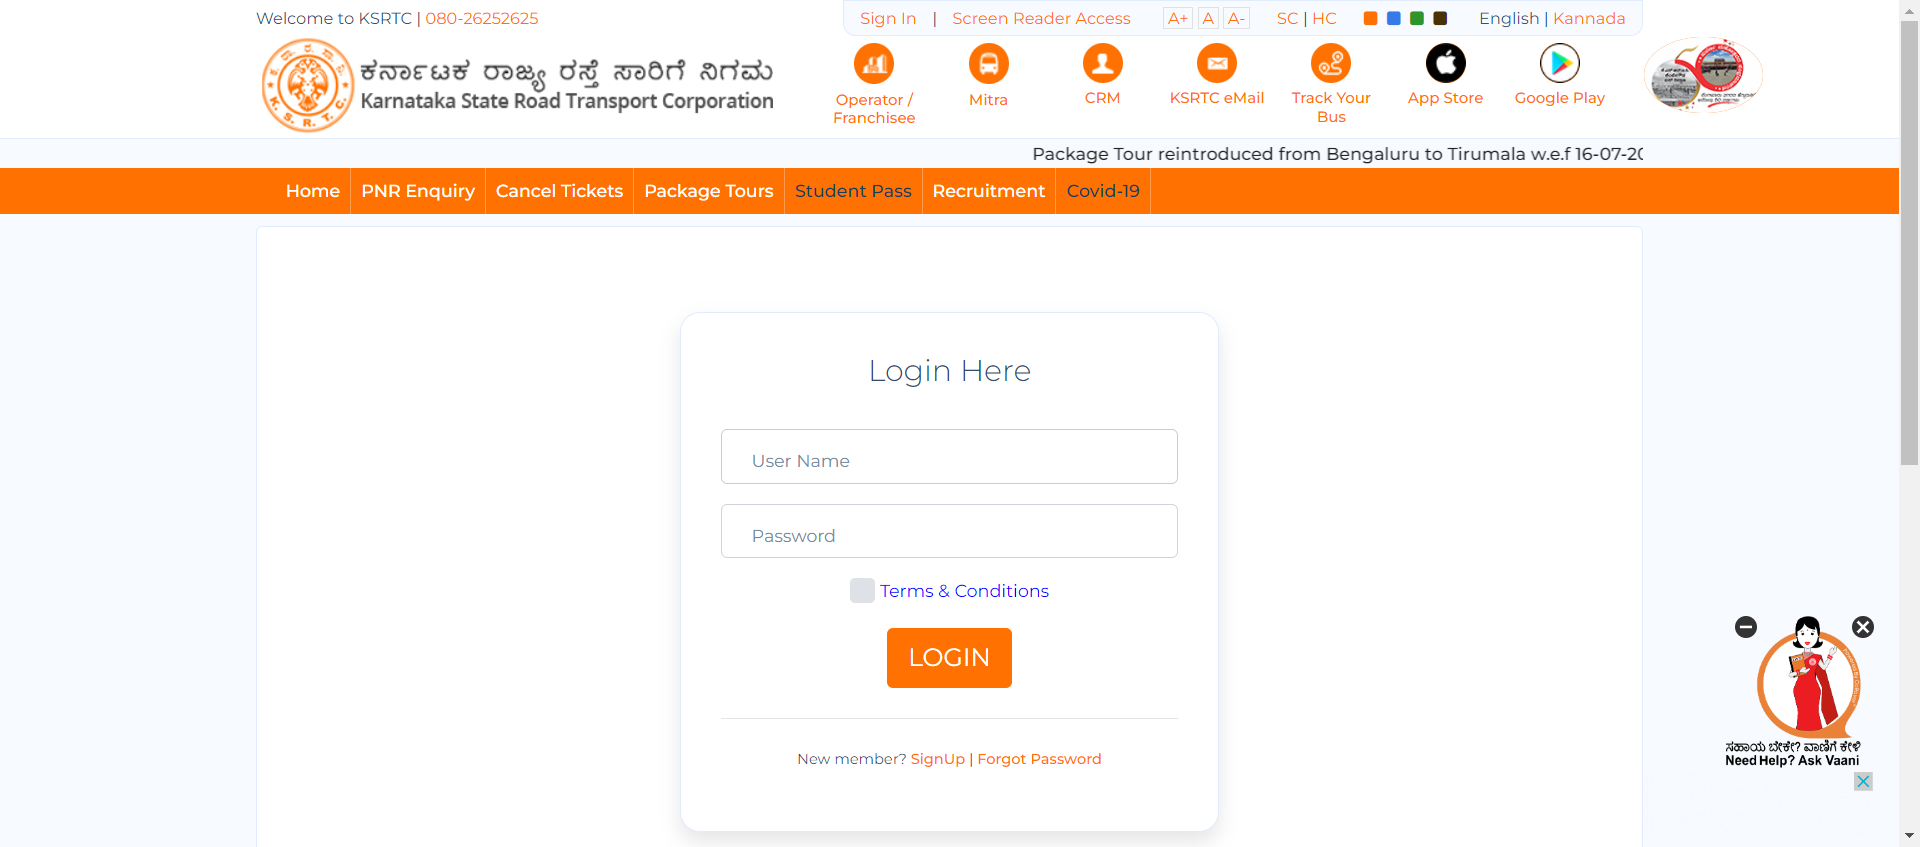 Welcome to KSRTC | 080-26252625
Sign In | Screen Reader Access A+ A A- SC | HC English | Kannada
ಕರ್ನಾಟಕ ರಾಜ್ಯ ರಸ್ತೆ ಸಾರಿಗೆ ನಿಗಮ
Karnataka State Road Transport Corporation
K. S. R. T. C.
Operator /
Franchisee
Mitra
CRM
KSRTC eMail
Track Your
Bus
App Store
Google Play
Package Tour reintroduced from Bengaluru to Tirumala w.e.f 16-07-20
Home PNR Enquiry Cancel Tickets Package Tours Student Pass Recruitment Covid-19
Login Here
User Name
Password
Terms & Conditions
LOGIN
New member? SignUp | Forgot Password
ಸಹಾಯ ಬೇಕೇ? ವಾಣಿಗೆ ಕೇಳಿ
Need Help? Ask Vaani